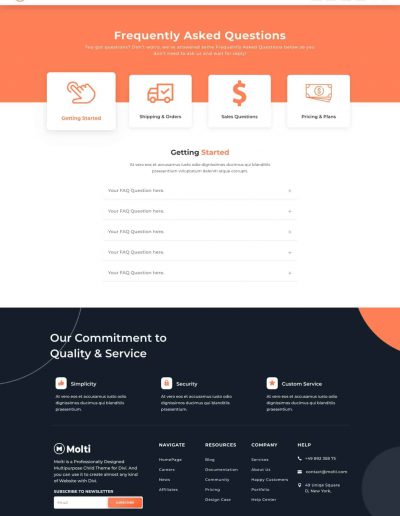 Frequently Asked Questions
You got questions? Don't worry, we've answered some Frequently Asked Questions below so you
don't need to ask us and wait for reply!
Getting Started
Shipping & Orders
Sales Questions
Pricing & Plans
Getting Started
At vero eos et accusamus iusto odio dignissimos ducimus qui blanditiis
praesentium voluptatum deleniti atque corrupti.
Your FAQ Question here.
Your FAQ Question here.
Your FAQ Question here.
Your FAQ Question here.
Your FAQ Question here.
Our Commitment to
Quality & Service
Simplicity
At vero eos et accusamus iusto odio
dignissimos ducimus qui blanditiis
praesentium.
Security
At vero eos et accusamus iusto odio
dignissimos ducimus qui blanditiis
praesentium.
Custom Service
At vero eos et accusamus iusto odio
dignissimos ducimus qui blanditiis
praesentium.
Molti
Molti is a Professionally Designed
Multipurpose Child Theme for Divi. And
you can use it to create almost any kind
of Website with Divi.
SUBSCRIBE TO NEWSLETTER
Email
NAVIGATE
HomePage
Careers
News
Affiliates
RESOURCES
Blog
Documentation
Community
Pricing
Design Case
COMPANY
Services
About Us
Happy Customers
Portfolio
Help Center
HELP
+49 892 358 75
contact@molti.com
49 Uniqe Square
D, New York.